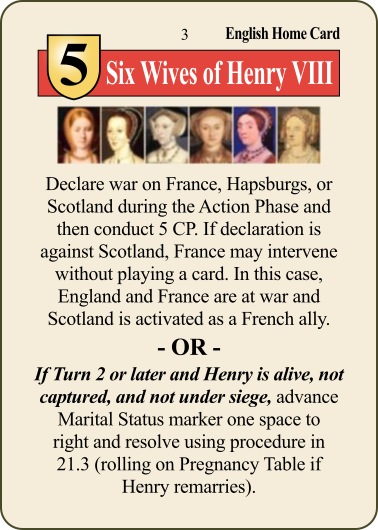 3
English Home Card
5
Six Wives of Henry VIII
Declare war on France, Hapsburgs, or
Scotland during the Action Phase and
then conduct 5 CP. If declaration is
against Scotland, France may intervene
without playing a card. In this case,
England and France are at war and
Scotland is activated as a French ally.
- OR -
If Turn 2 or later and Henry is alive, not
captured, and not under siege, advance
Marital Status marker one space to
right and resolve using procedure in
21.3 (rolling on Pregnancy Table if
Henry remarries).